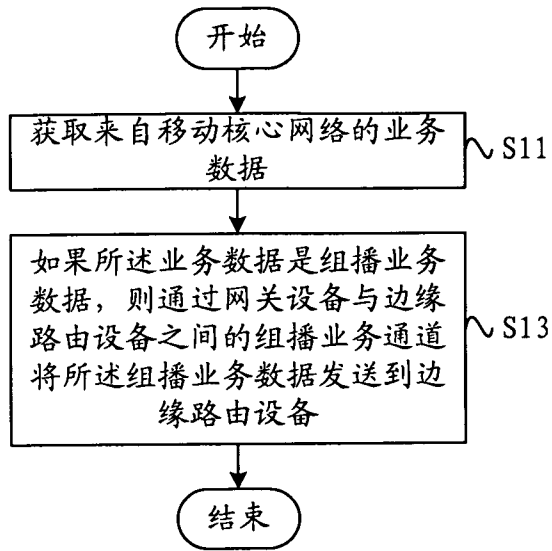 开始
获取来自移动核心网络的业务
数据
S11
如果所述业务数据是组播业务
数据，则通过网关设备与边缘
路由设备之间的组播业务通道
将所述组播业务数据发送到边
缘路由设备
S13
结束